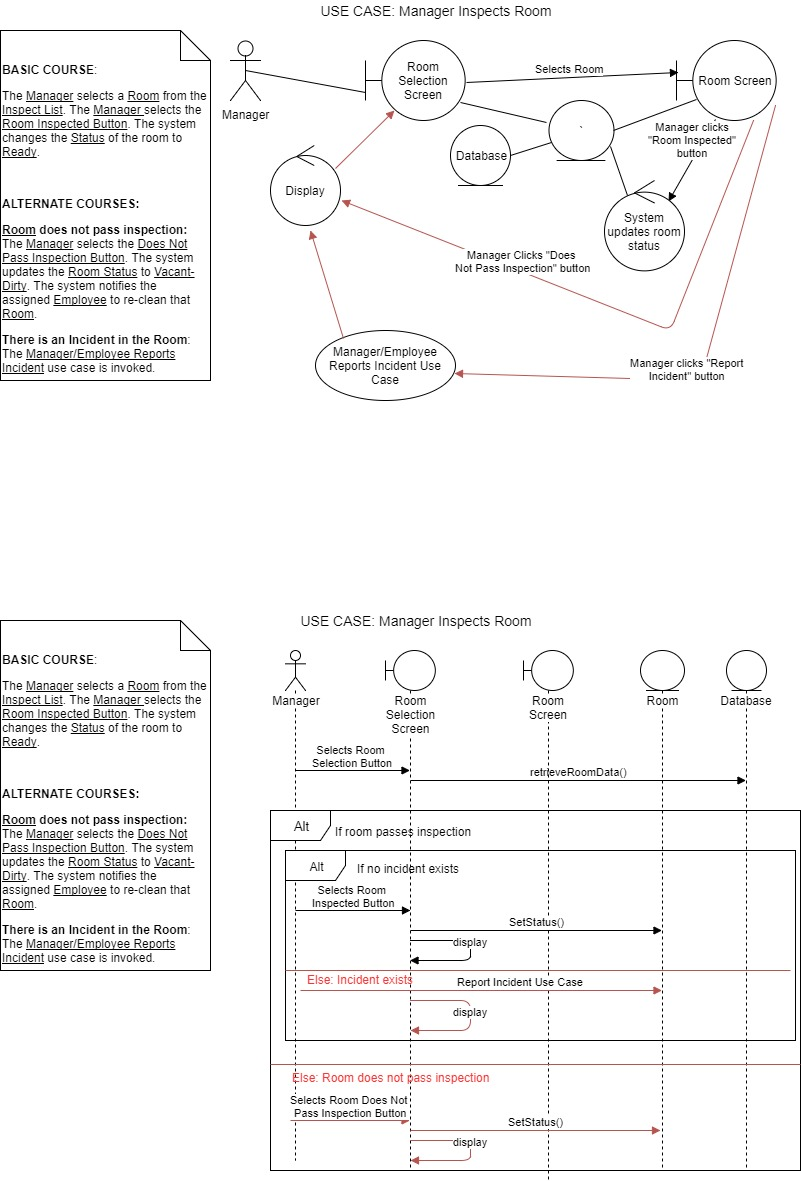 USE CASE: Manager Inspects Room
BASIC COURSE:
The Manager selects a Room from the
Inspect List. The Manager selects the
Room Inspected Button. The system
changes the Status of the room to
Ready.
ALTERNATE COURSES:
Room does not pass inspection:
The Manager selects the Does Not
Pass Inspection Button. The system
updates the Room Status to Vacant-
Dirty. The system notifies the
assigned Employee to re-clean that
Room.
There is an Incident in the Room:
The Manager/Employee Reports
Incident use case is invoked.
Manager
Room
Selection
Screen
Selects Room
Room Screen
`
Database
Manager clicks
"Room Inspected"
button
Display
System
updates room
status
Manager Clicks "Does
Not Pass Inspection" button
Manager/Employee
Reports Incident Use
Case
Manager clicks "Report
Incident" button
USE CASE: Manager Inspects Room
BASIC COURSE:
The Manager selects a Room from the
Inspect List. The Manager selects the
Room Inspected Button. The system
changes the Status of the room to
Ready.
ALTERNATE COURSES:
Room does not pass inspection:
The Manager selects the Does Not
Pass Inspection Button. The system
updates the Room Status to Vacant-
Dirty. The system notifies the
assigned Employee to re-clean that
Room.
There is an Incident in the Room:
The Manager/Employee Reports
Incident use case is invoked.
Manager
Room
Selection
Screen
Room
Screen
Room
Database
Selects Room
Selection Button
retrieveRoomData()
Alt
If room passes inspection
Alt
If no incident exists
Selects Room
Inspected Button
SetStatus()
display
Else: Incident exists
Report Incident Use Case
display
Else: Room does not pass inspection
Selects Room Does Not
Pass Inspection Button
SetStatus()
display